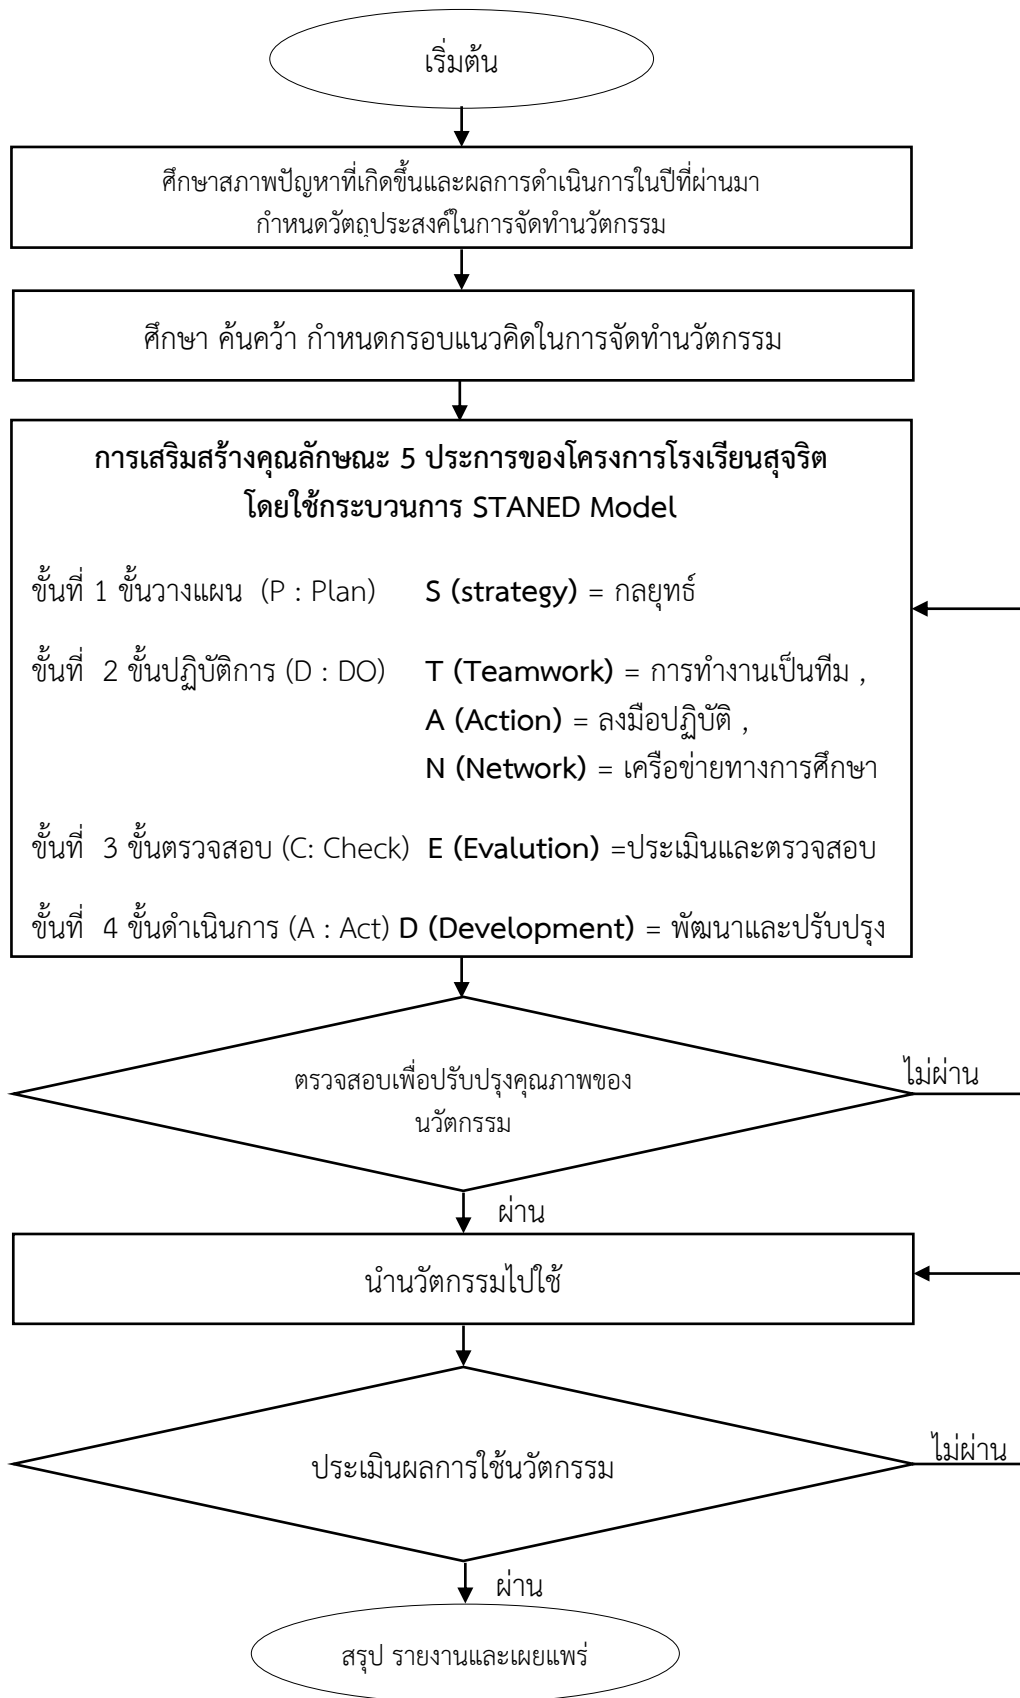 เริ่มต้น
ศึกษาสภาพปัญหาที่เกิดขึ้นและผลการดำเนินการในปีที่ผ่านมา
กำหนดวัตถุประสงค์ในการจัดทำนวัตกรรม
ศึกษา ค้นคว้า กำหนดกรอบแนวคิดในการจัดทำนวัตกรรม
การเสริมสร้างคุณลักษณะ 5 ประการของโครงการโรงเรียนสุจริต
โดยใช้กระบวนการ STANED Model
ขั้นที่ 1 ขั้นวางแผน (P : Plan) S (strategy) = กลยุทธ์
ขั้นที่ 2 ขั้นปฏิบัติการ (D : DO) T (Teamwork) = การทำงานเป็นทีม ,
A (Action) = ลงมือปฏิบัติ ,
N (Network) = เครือข่ายทางการศึกษา
ขั้นที่ 3 ขั้นตรวจสอบ (C: Check) E (Evalution) =ประเมินและตรวจสอบ
ขั้นที่ 4 ขั้นดำเนินการ (A : Act) D (Development) = พัฒนาและปรับปรุง
ตรวจสอบเพื่อปรับปรุงคุณภาพของ
นวัตกรรม
ไม่ผ่าน
ผ่าน
นำนวัตกรรมไปใช้
ประเมินผลการใช้นวัตกรรม
ไม่ผ่าน
ผ่าน
สรุป รายงานและเผยแพร่